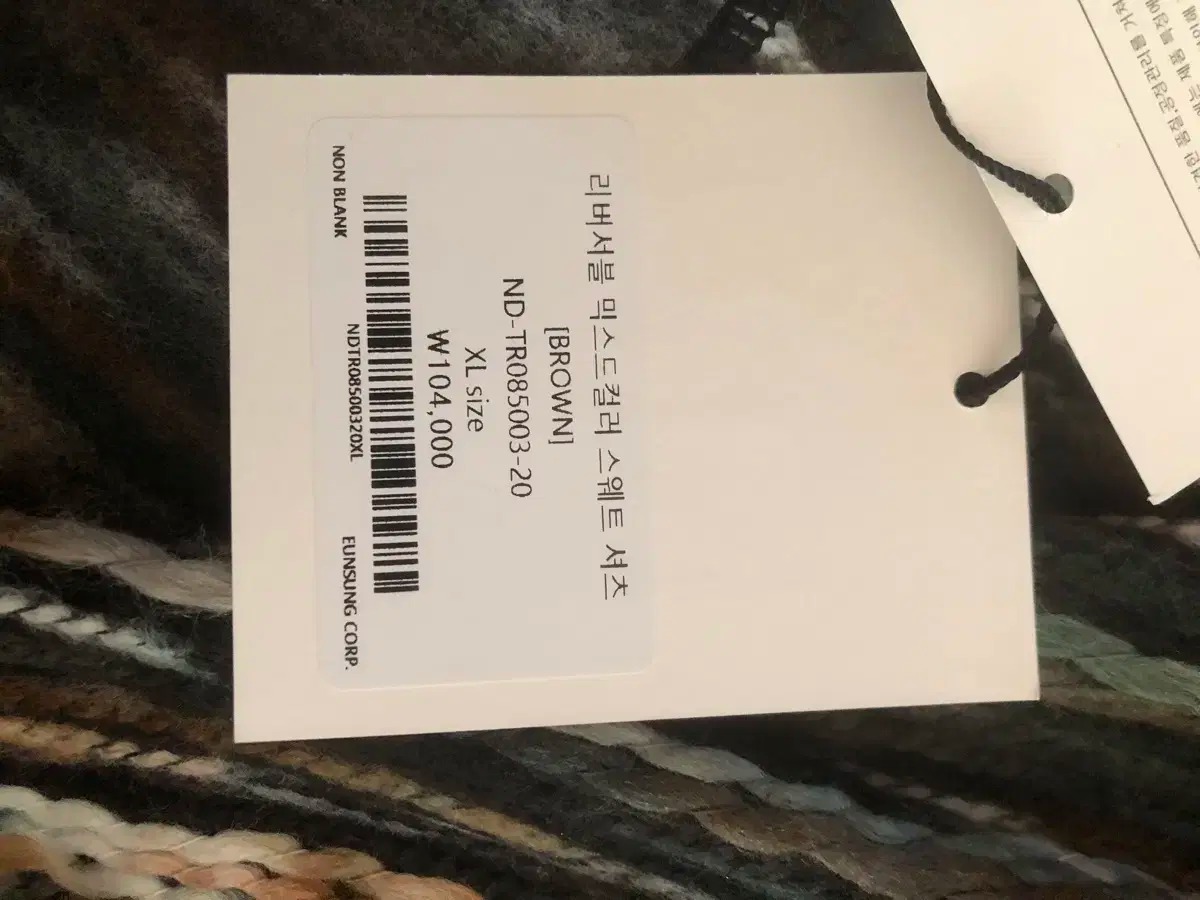 리버서블 믹스드컬러 스웨트 셔츠
[BROWN]
ND-TR085003-20
XL size
₩104,000
NON BLANK
NDTR08500320XL
EUNSUNG CORP.